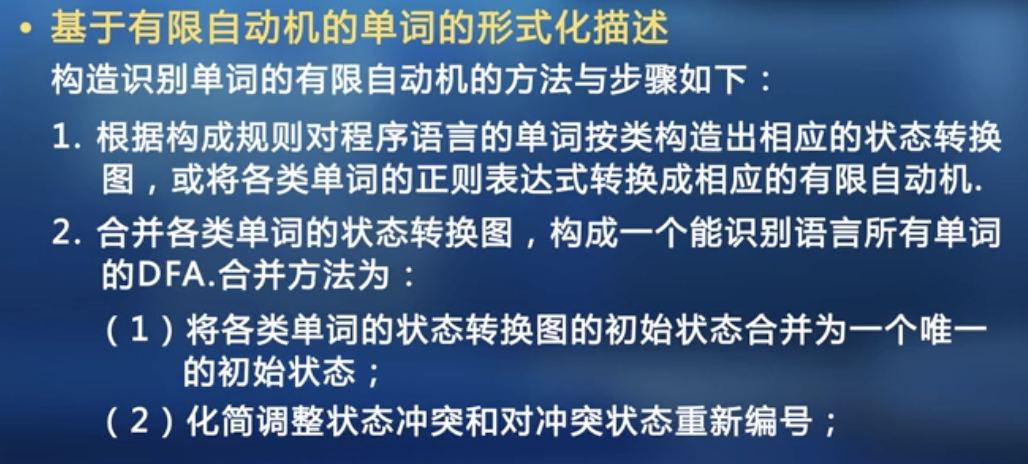 • 基于有限自动机的单词的形式化描述
构造识别单词的有限自动机的方法与步骤如下：
1. 根据构成规则对程序语言的单词按类构造出相应的状态转换
图，或将各类单词的正则表达式转换成相应的有限自动机.
2. 合并各类单词的状态转换图，构成一个能识别语言所有单词
的DFA.合并方法为：
（1）将各类单词的状态转换图的初始状态合并为一个唯一
的初始状态；
（2）化简调整状态冲突和对冲突状态重新编号；